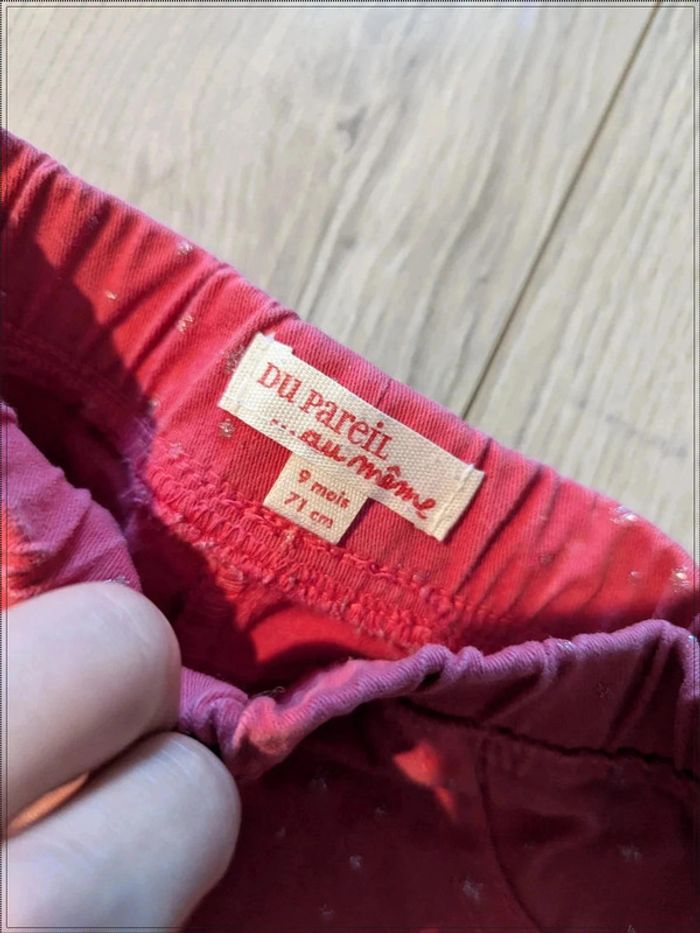 DU PAREIL
...au même
9 mois
71 cm